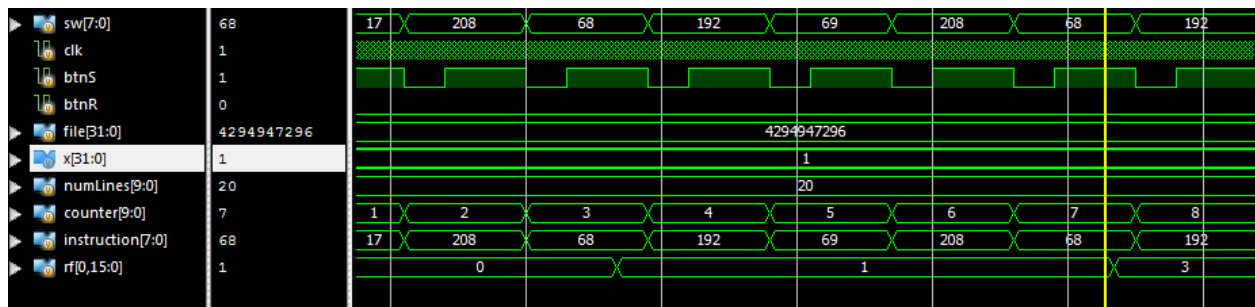 sw[7:0] 68 17 208 68 192 69 208 68 192
clk 1
btnS 1
btnR 0
file[31:0] 4294947296 4294947296
x[31:0] 1 1
numLines[9:0] 20 20
counter[9:0] 7 1 2 3 4 5 6 7 8
instruction[7:0] 68 17 208 68 192 69 208 68 192
rf[0,15:0] 1 0 1 3